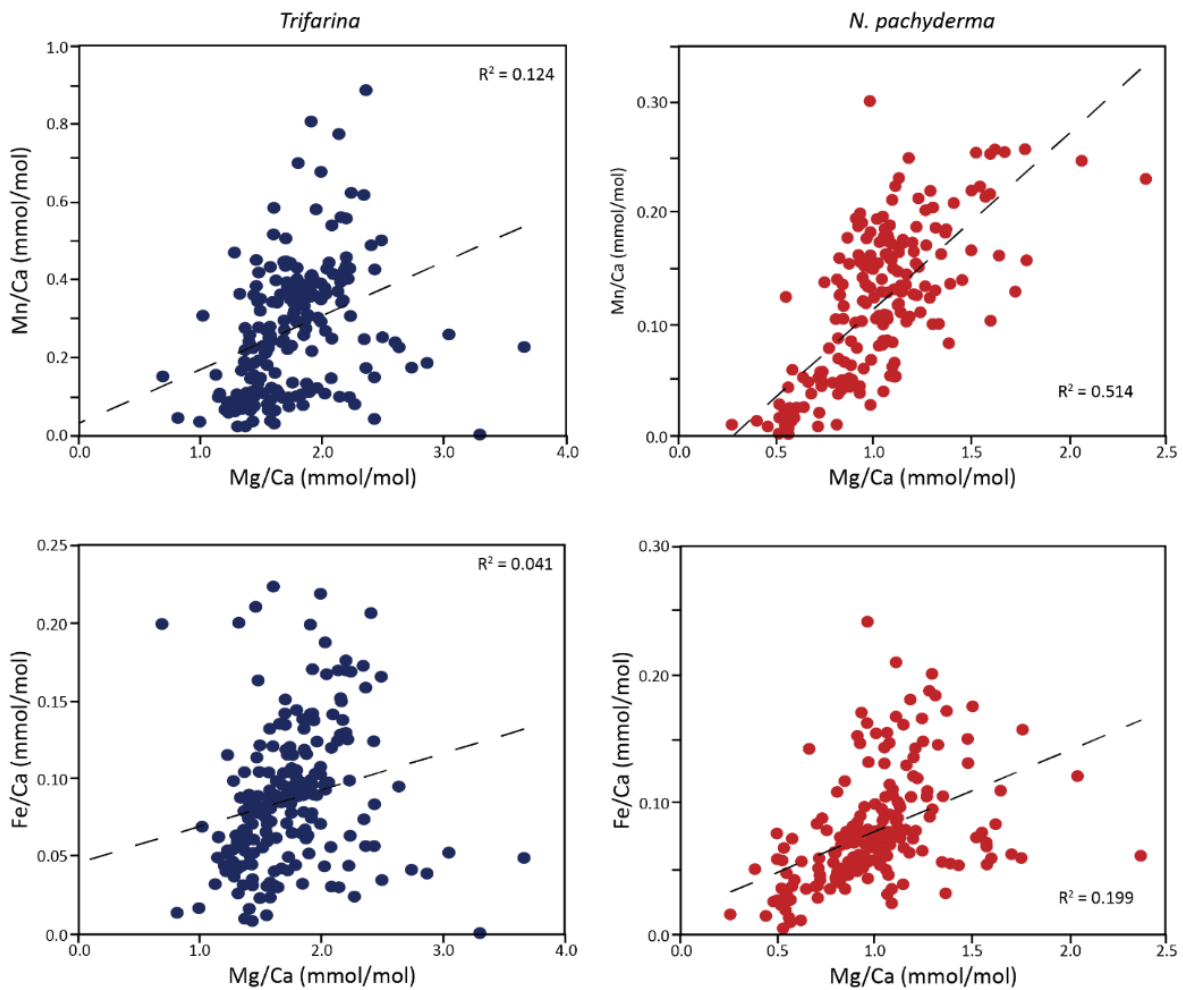 Trifarina
N. pachyderma
1.0
0.8
0.6
0.4
0.2
0.0
Mn/Ca (mmol/mol)
R² = 0.124
1.0
2.0
3.0
4.0
Mg/Ca (mmol/mol)
0.30
0.20
0.10
0.0
Mn/Ca (mmol/mol)
R² = 0.514
0.0
0.5
1.0
1.5
2.0
2.5
Mg/Ca (mmol/mol)
0.25
0.20
0.15
0.10
0.05
0.0
Fe/Ca (mmol/mol)
R² = 0.041
0.0
1.0
2.0
3.0
4.0
Mg/Ca (mmol/mol)
0.30
0.20
0.10
0.0
Fe/Ca (mmol/mol)
R² = 0.199
0.0
0.5
1.0
1.5
2.0
2.5
Mg/Ca (mmol/mol)